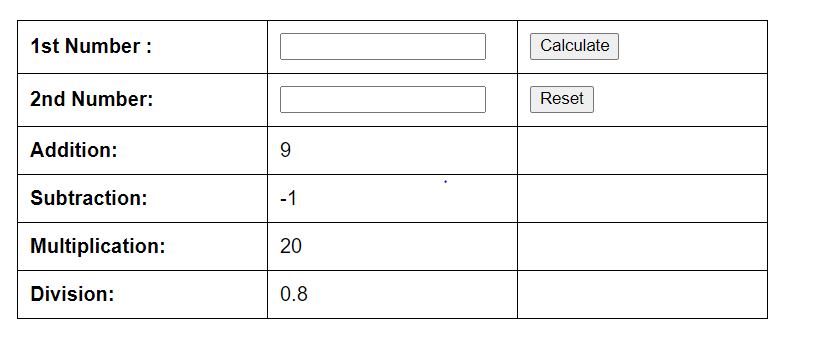 1st Number : Calculate
2nd Number: Reset
Addition: 9
Subtraction: -1
Multiplication: 20
Division: 0.8